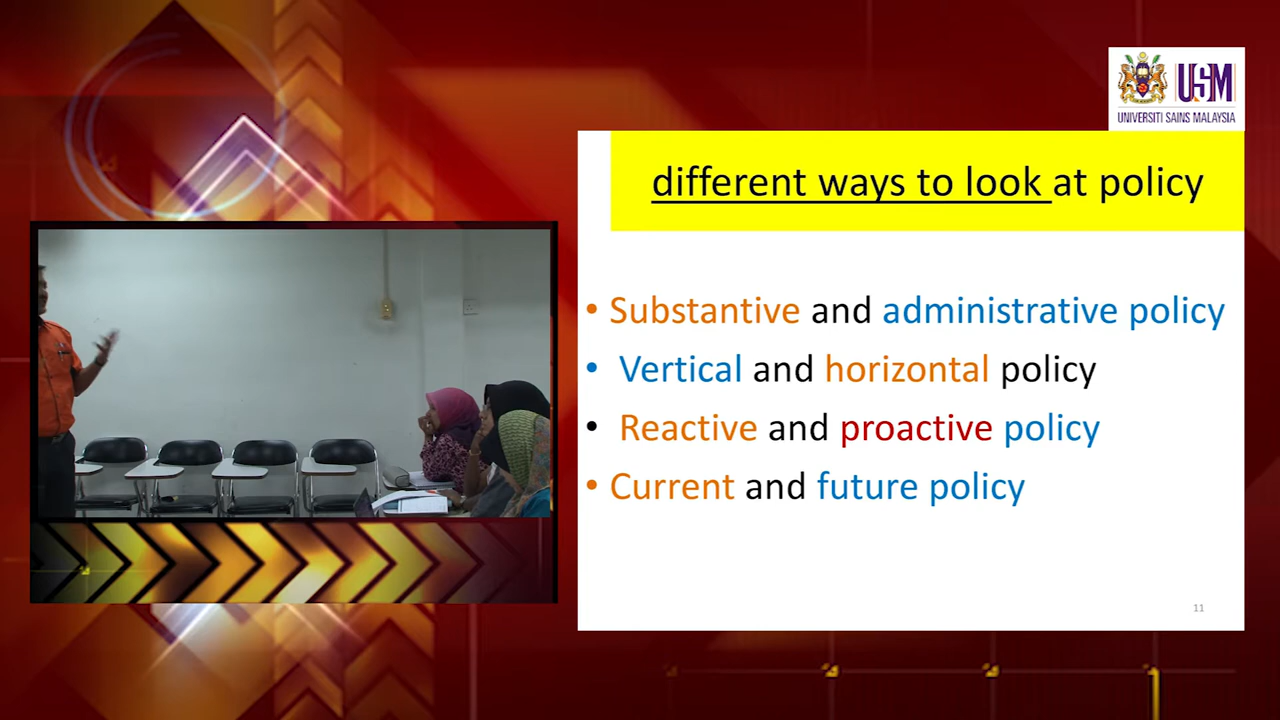 USM
UNIVERSITI SAINS MALAYSIA
different ways to look at policy
• Substantive and administrative policy
• Vertical and horizontal policy
• Reactive and proactive policy
• Current and future policy
11